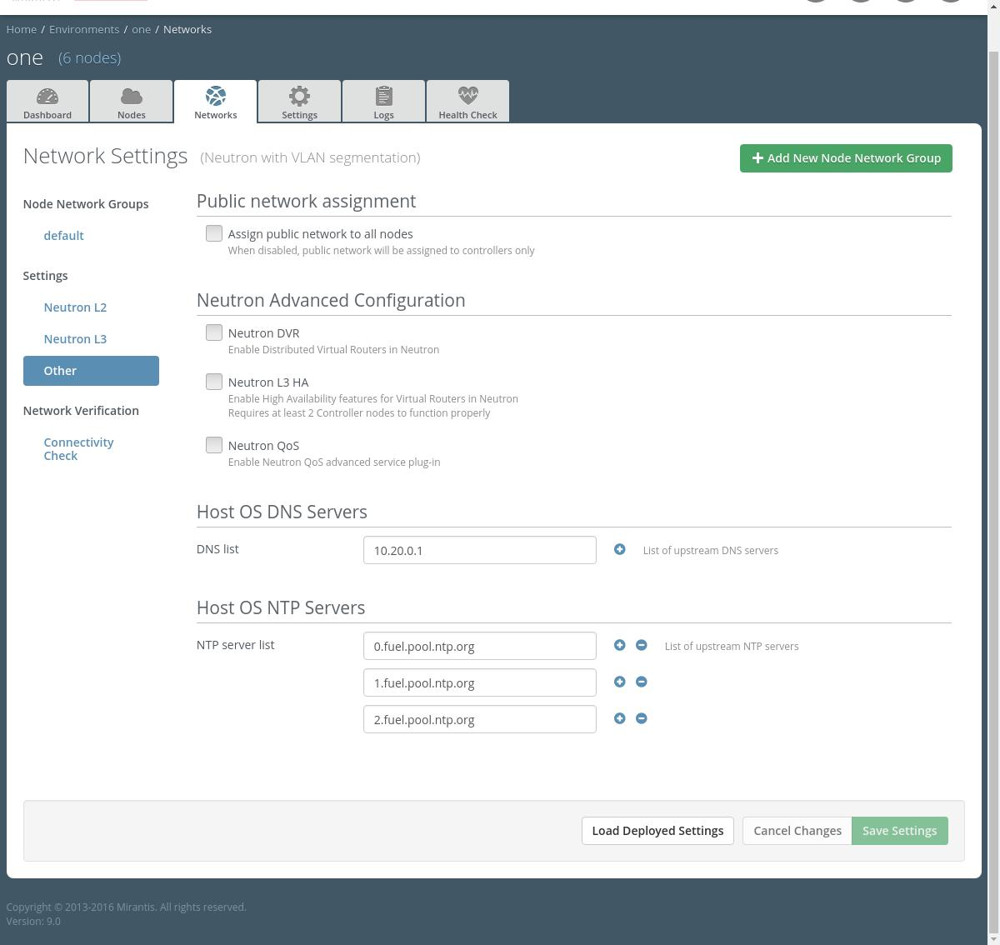 Home / Environments / one / Networks
one (6 nodes)
Dashboard Nodes Networks Settings Logs Health Check
Network Settings (Neutron with VLAN segmentation)
Add New Node Network Group
Node Network Groups
default
Settings
Neutron L2
Neutron L3
Other
Network Verification
Connectivity
Check
Public network assignment
Assign public network to all nodes
When disabled, public network will be assigned to controllers only
Neutron Advanced Configuration
Neutron DVR
Enable Distributed Virtual Routers in Neutron
Neutron L3 HA
Enable High Availability features for Virtual Routers in Neutron
Requires at least 2 Controller nodes to function properly
Neutron QoS
Enable Neutron QoS advanced service plug-in
Host OS DNS Servers
DNS list 10.20.0.1 List of upstream DNS servers
Host OS NTP Servers
NTP server list 0.fuel.pool.ntp.org List of upstream NTP servers
1.fuel.pool.ntp.org
2.fuel.pool.ntp.org
Load Deployed Settings Cancel Changes Save Settings
Copyright © 2013-2016 Mirantis. All rights reserved.
Version: 9.0